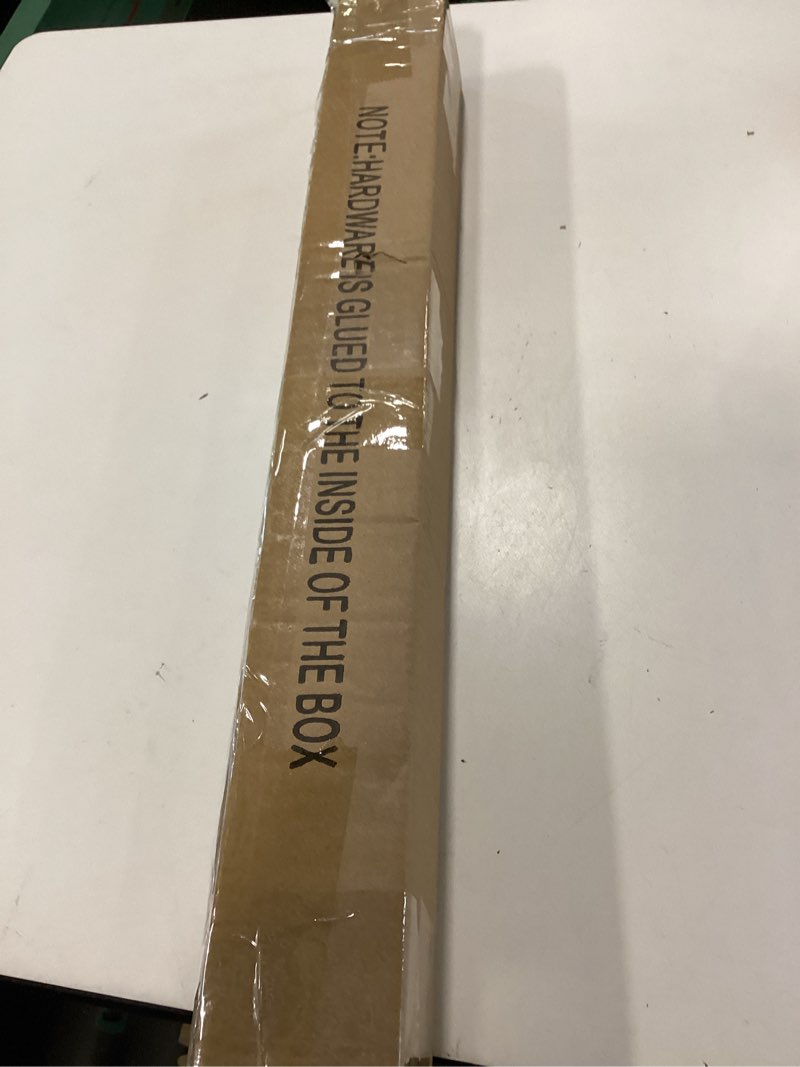 NOTE:HARDWARE IS GLUED TO THE INSIDE OF THE BOX